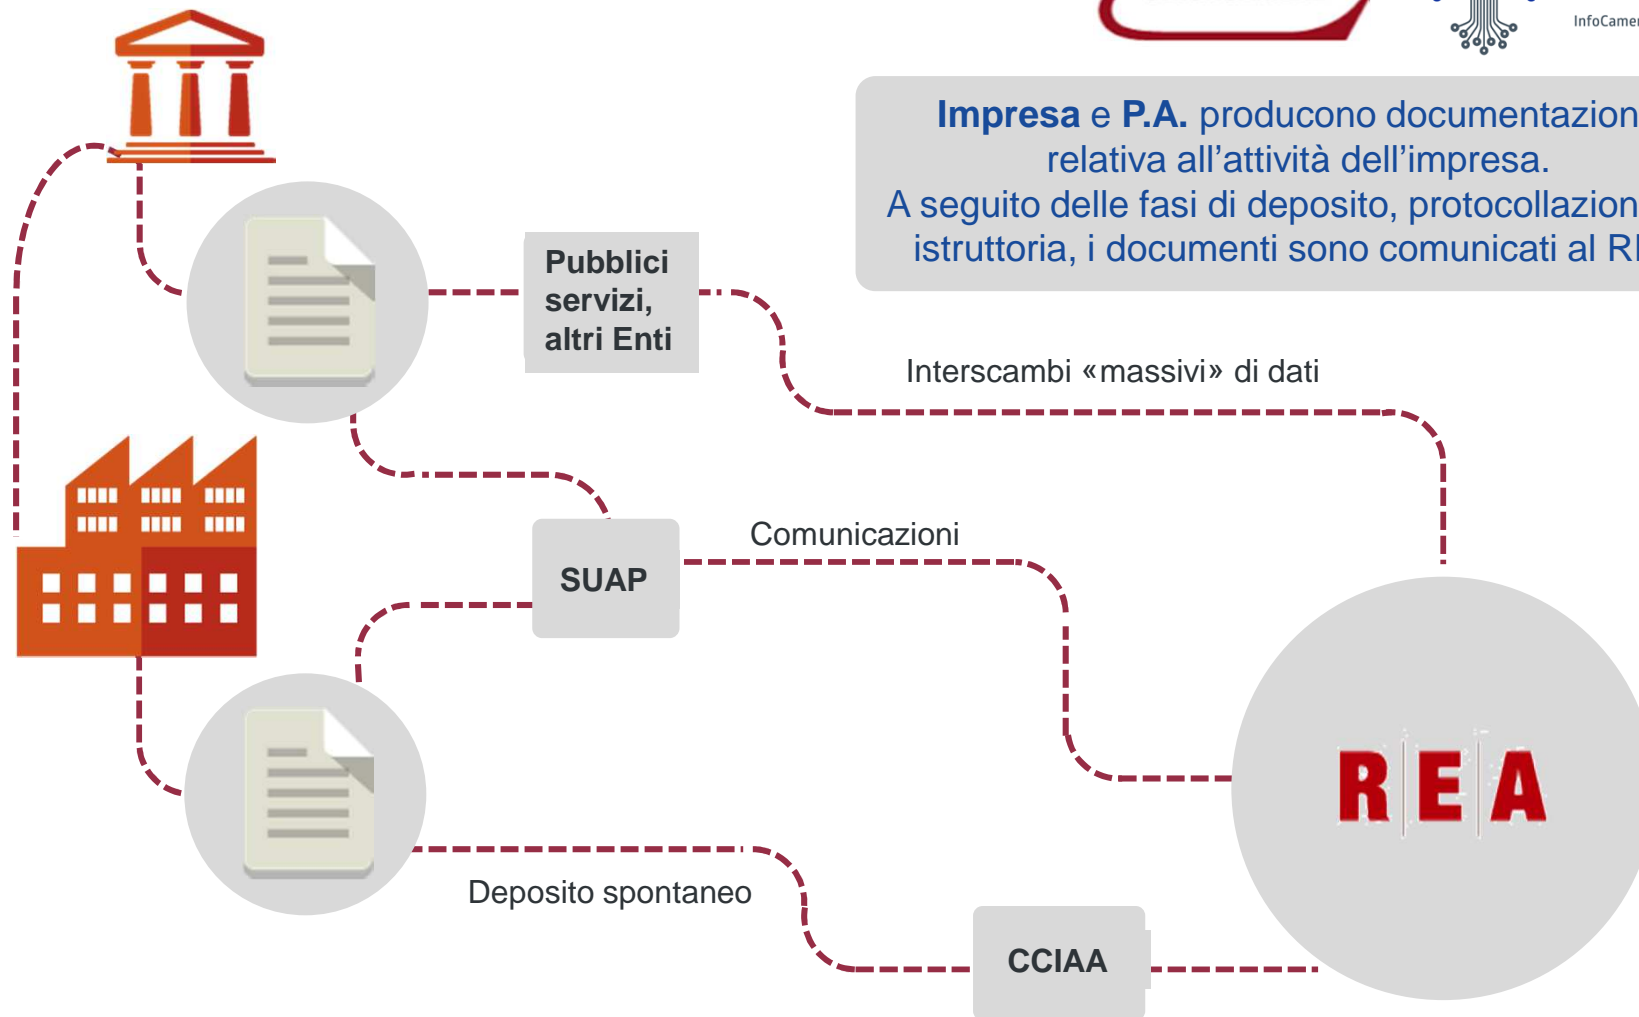 InfoCamer
Impresa e P.A. producono documentazion
relativa all’attività dell’impresa.
A seguito delle fasi di deposito, protocollazion
istruttoria, i documenti sono comunicati al RE
Pubblici
servizi,
altri Enti
Interscambi «massivi» di dati
Comunicazioni
SUAP
R|E|A
Deposito spontaneo
CCIAA